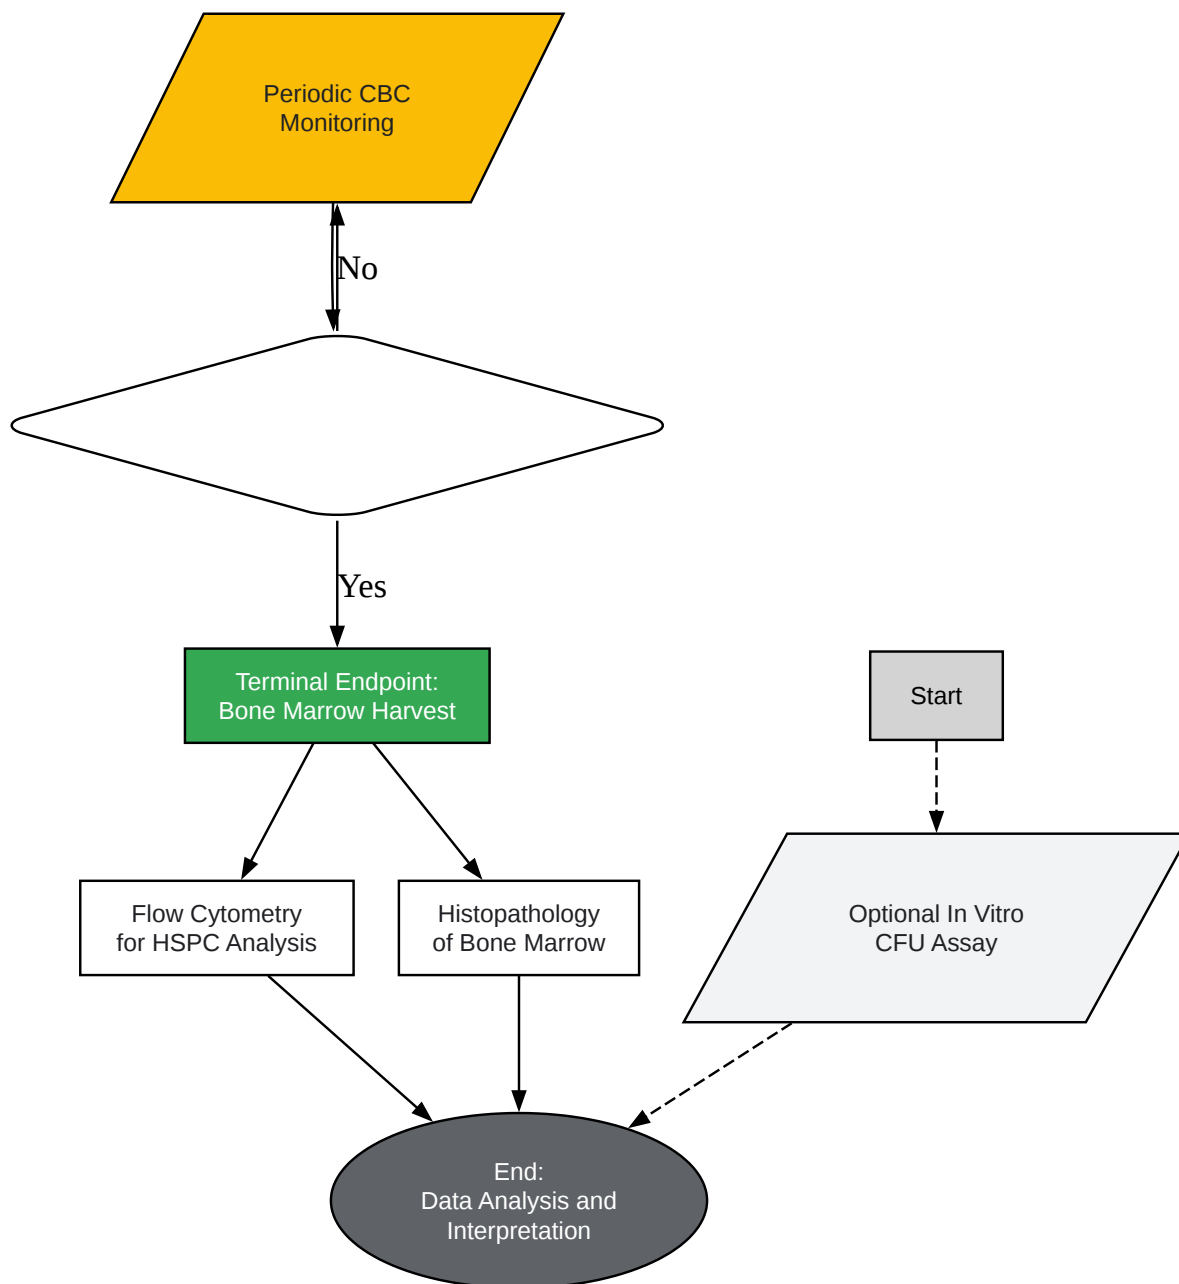 Periodic CBC
Monitoring
No
Yes
Terminal Endpoint:
Bone Marrow Harvest
Start
Flow Cytometry
for HSPC Analysis
Histopathology
of Bone Marrow
Optional In Vitro
CFU Assay
End:
Data Analysis and
Interpretation